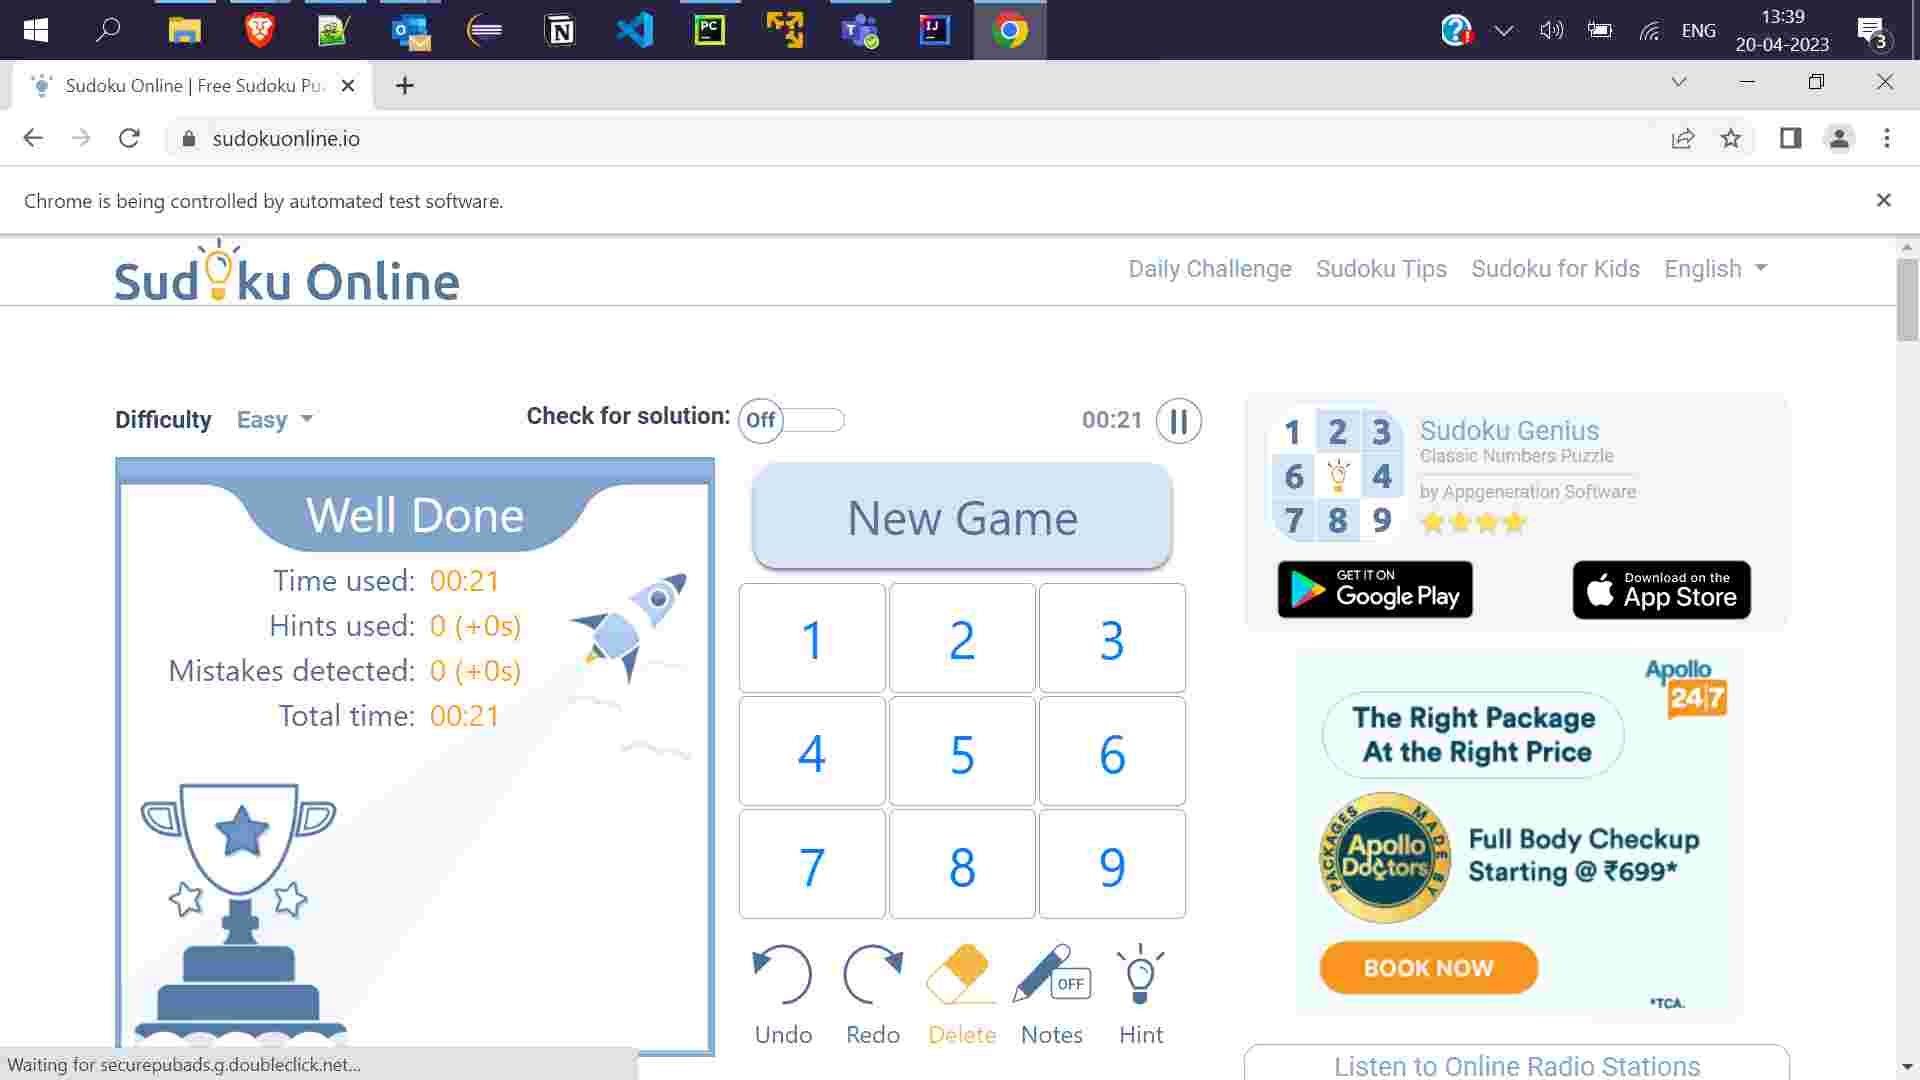 PC
IJ
ENG
13:39
20-04-2023
3
Sudoku Online | Free Sudoku Pu
sudokuonline.io
Chrome is being controlled by automated test software.
Sudoku Online
Daily Challenge Sudoku Tips Sudoku for Kids English
Difficulty Easy
Check for solution: Off
00:21
Well Done
Time used: 00:21
Hints used: 0 (+0s)
Mistakes detected: 0 (+0s)
Total time: 00:21
New Game
1 2 3
4 5 6
7 8 9
OFF
Undo Redo Delete Notes Hint
1 2 3
6 4
7 8 9
Sudoku Genius
Classic Numbers Puzzle
by Appgeneration Software
GET IT ON
Google Play
Download on the
App Store
Apollo
24|7
The Right Package
At the Right Price
PACKAGES MADE BY
Apollo
Doctors
Full Body Checkup
Starting @ ₹699*
BOOK NOW
*TCA.
Listen to Online Radio Stations
Waiting for securepubads.g.doubleclick.net...